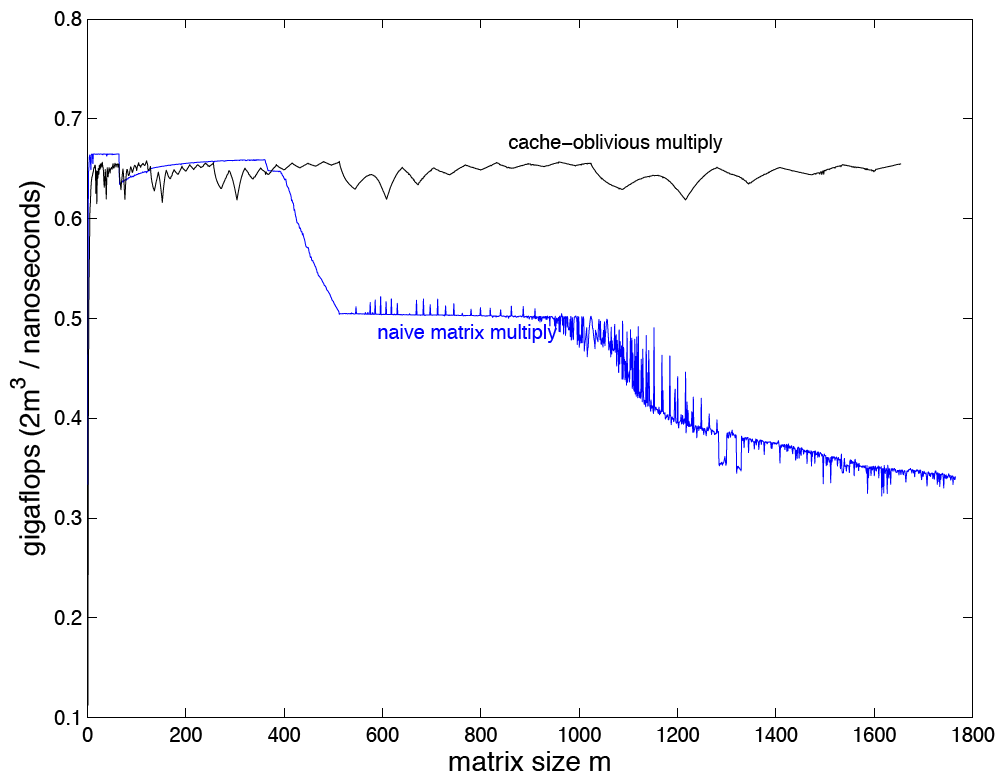 0.8
0.7
0.6
0.5
0.4
0.3
0.2
0.1
gigaflops (2m³ / nanoseconds)
cache−oblivious multiply
naive matrix multiply
0 200 400 600 800 1000 1200 1400 1600 1800
matrix size m